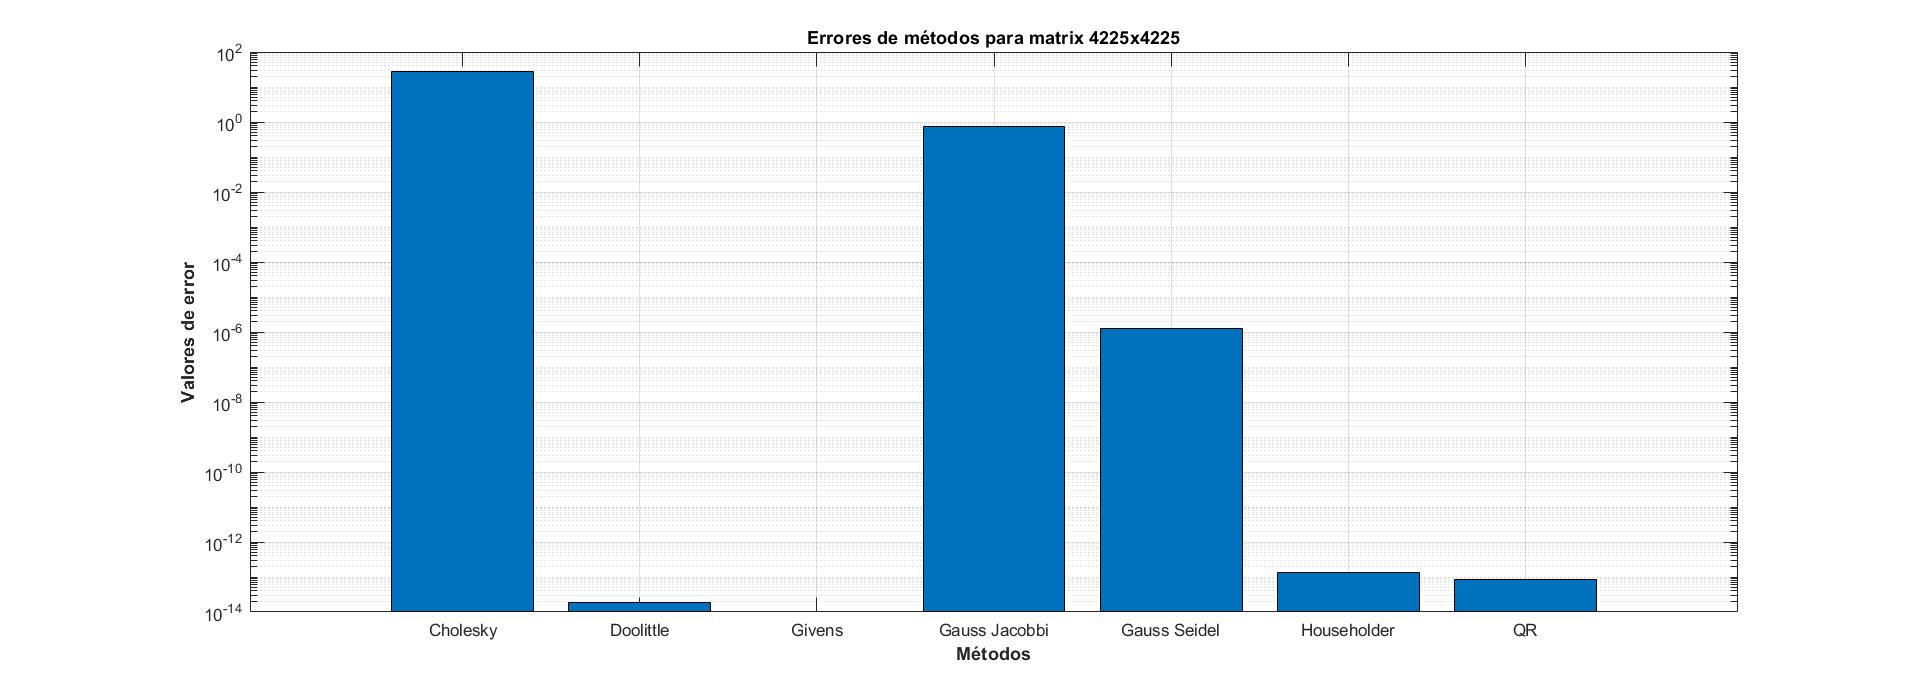 Errores de métodos para matrix 4225x4225
Valores de error
10^2
10^0
10^-2
10^-4
10^-6
10^-8
10^-10
10^-12
10^-14
Cholesky Doolittle Givens Gauss Jacobbi Gauss Seidel Householder QR
Métodos